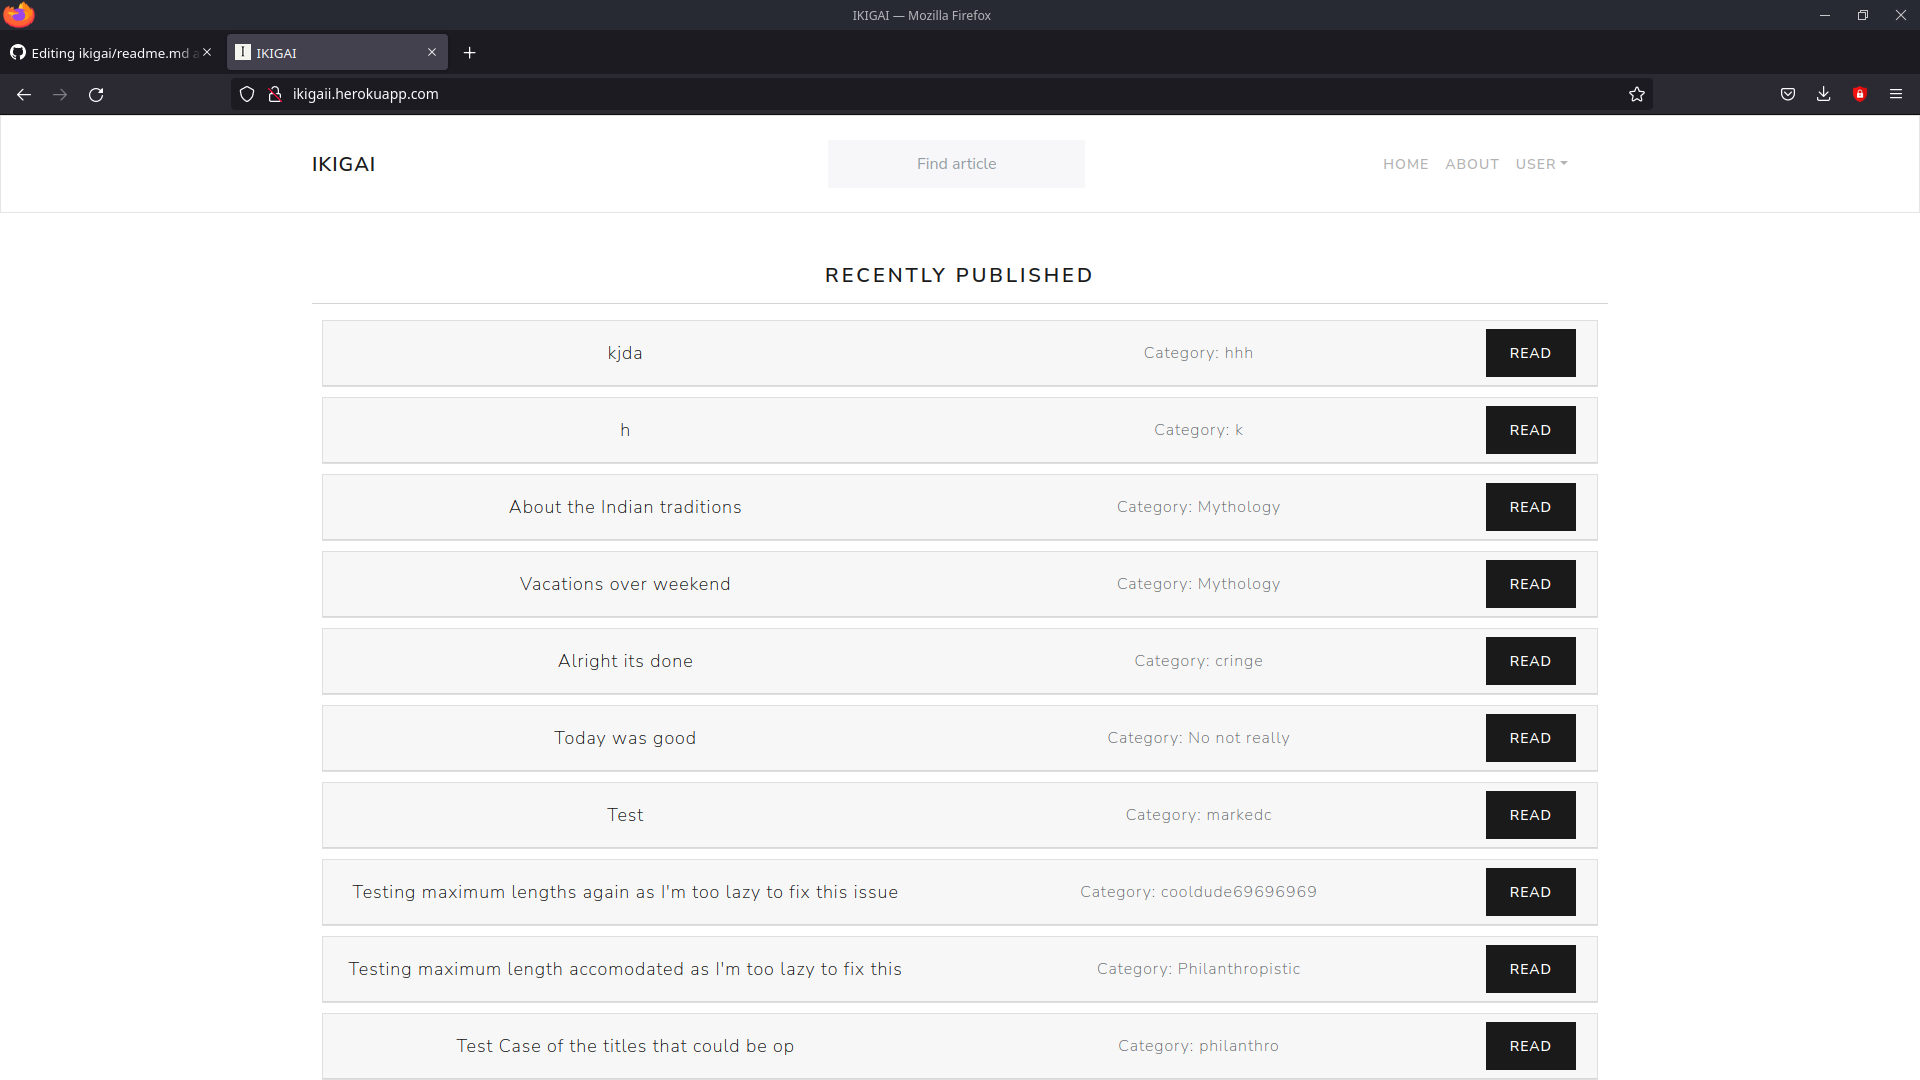 IKIGAI — Mozilla Firefox
Editing ikigai/readme.md a
IKIGAI
ikigaii.herokuapp.com
IKIGAI
Find article
HOME ABOUT USER
RECENTLY PUBLISHED
kjda Category: hhh READ
h Category: k READ
About the Indian traditions Category: Mythology READ
Vacations over weekend Category: Mythology READ
Alright its done Category: cringe READ
Today was good Category: No not really READ
Test Category: markedc READ
Testing maximum lengths again as I'm too lazy to fix this issue Category: cooldude69696969 READ
Testing maximum length accomodated as I'm too lazy to fix this Category: Philanthropistic READ
Test Case of the titles that could be op Category: philanthro READ